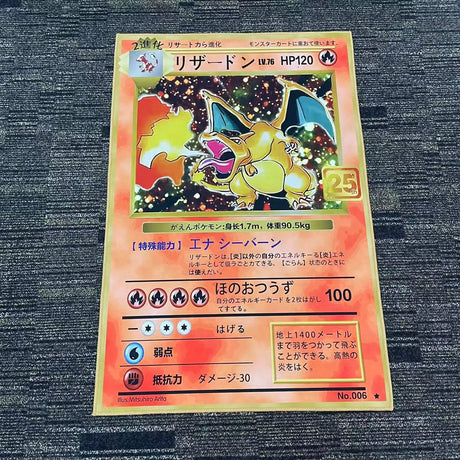 2進化
リザードから進化
モンスターカードに重ねて使います。
リザードン LV.76 HP120
25
かえんポケモン:身长1.7m，体重90.5kg
【特殊能力】エナ シーバーン
リザードンは、[炎]以外の自分のエネルギーを[炎]エネ
ルギーとして扱うことができる。【ごらん】状态のときに
は使えない。
ほのおつうず 100
自分のエネルギーカードを2枚はがし
てすてる。
にげる
弱点
抵抗力 ダメージ-30
地上1400メートル
まで羽をつかって飛
ぶことができる。高熱
の炎をはく。
Illus.Mitsuhiro Arita
No.006 ★